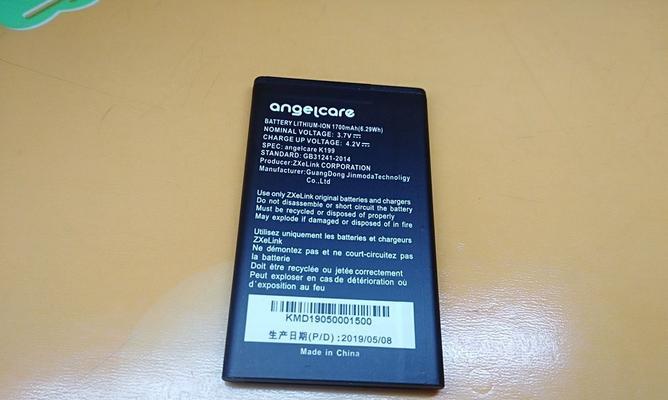 angelcare
BATTERY LITHIUM-ION 1700mAh(6.29Wh)
NOMINAL VOLTAGE: 3.7V⎓
CHARGE UP VOLTAGE: 4.2V⎓
SPEC: angelcare K199
STANDARD: GB31241-2014
Producer:ZXeLink CORPORATION
Manufacturer:GuangDong JinmodaTechnoligy
Co.,Ltd
Use only ZXeLink original batteries and chargers
Do not disassemble or short circuit the battery
Must be recycled or disposed of properly
May explode if damaged or disposed of in fire
Utilisez uniquement les batteries et chargeurs
ZXeLink
Ne démontez pas et ne court-circuitez pas
la batterie
Doit être recyclée ou jetée correctement
Peut exploser en cas de détérioration où
d'exposition au feu
KMD19050001500
生产日期(P/D) :2019/05/08
Made in China